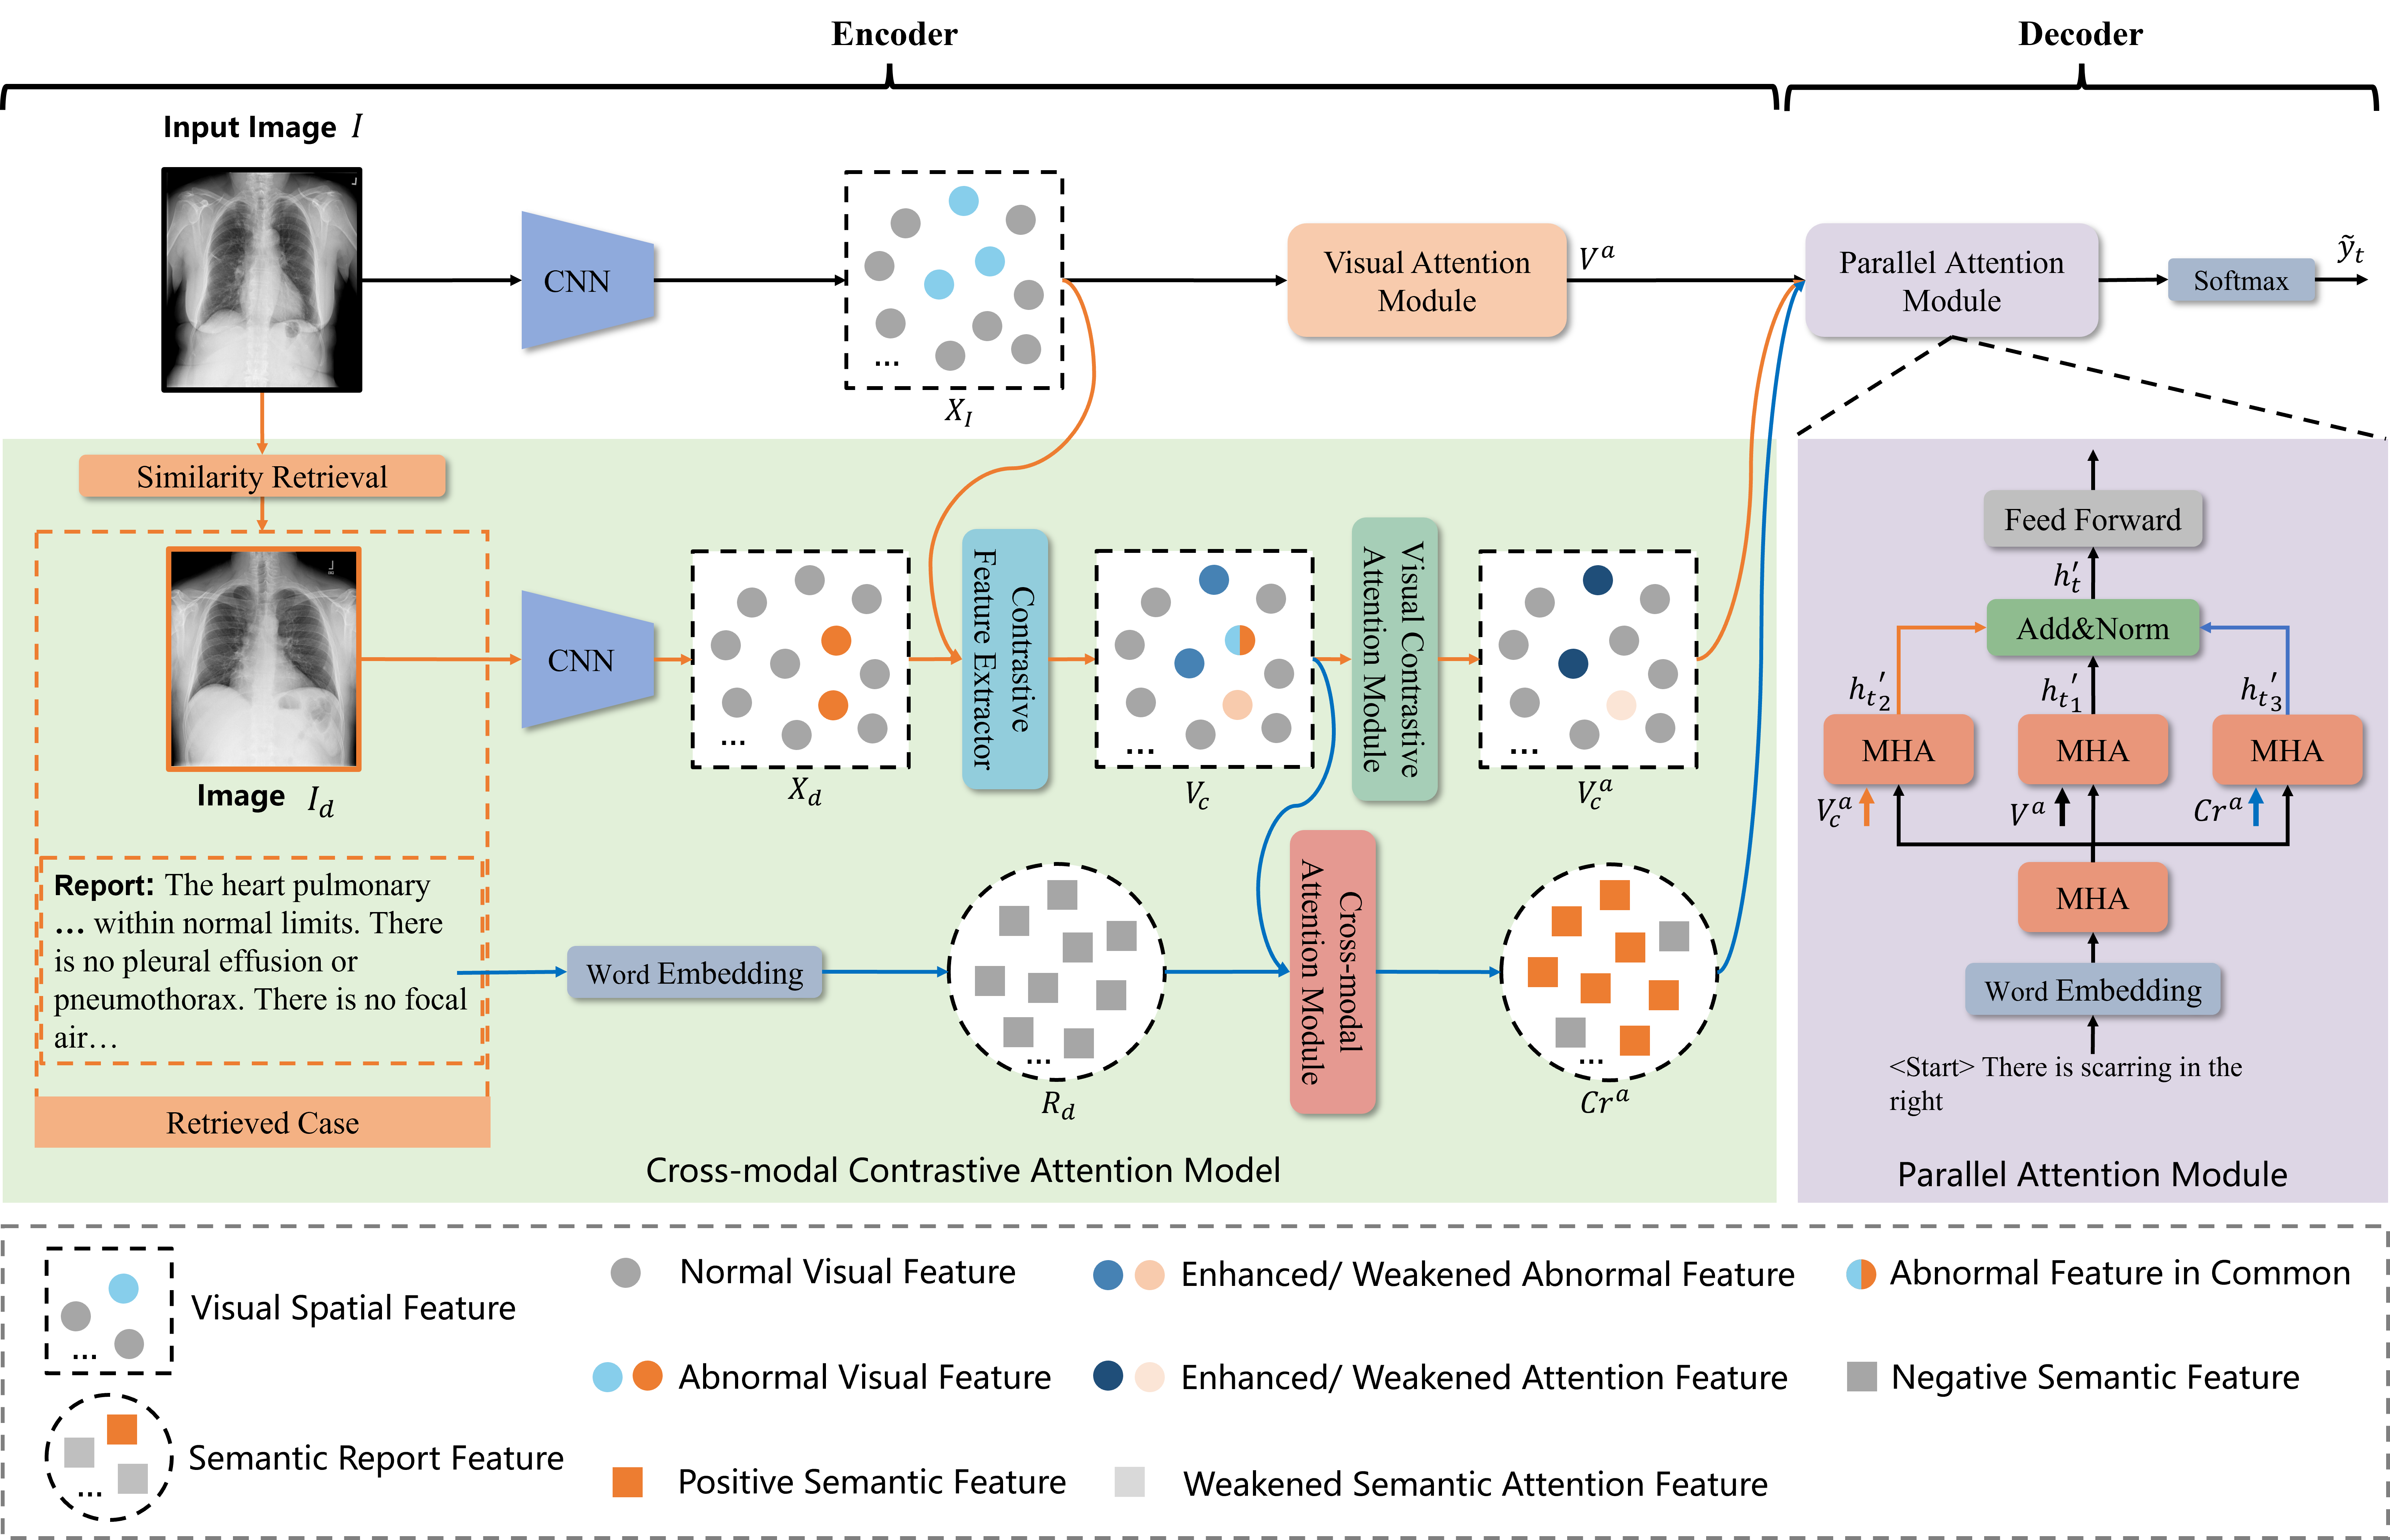 Encoder
Decoder
Input Image I
CNN
...
X_I
Visual Attention
Module
V^a
Parallel Attention
Module
Softmax
ỹ_t
Similarity Retrieval
Image I_d
Report: The heart pulmonary
... within normal limits. There
is no pleural effusion or
pneumothorax. There is no focal
air...
Retrieved Case
CNN
...
X_d
Contrastive
Feature Extractor
...
V_c
Visual Contrastive
Attention Module
...
V_c^a
Word Embedding
...
R_d
Cross-modal
Attention Module
...
Cr^a
Cross-modal Contrastive Attention Model
Feed Forward
h_t'
Add&Norm
h_{t_2}'
h_{t_1}'
h_{t_3}'
MHA
MHA
MHA
V_c^a
V^a
Cr^a
MHA
Word Embedding
<Start> There is scarring in the
right
Parallel Attention Module
...
Visual Spatial Feature
Normal Visual Feature
Enhanced/ Weakened Abnormal Feature
Abnormal Feature in Common
Abnormal Visual Feature
Enhanced/ Weakened Attention Feature
Negative Semantic Feature
...
Semantic Report Feature
Positive Semantic Feature
Weakened Semantic Attention Feature